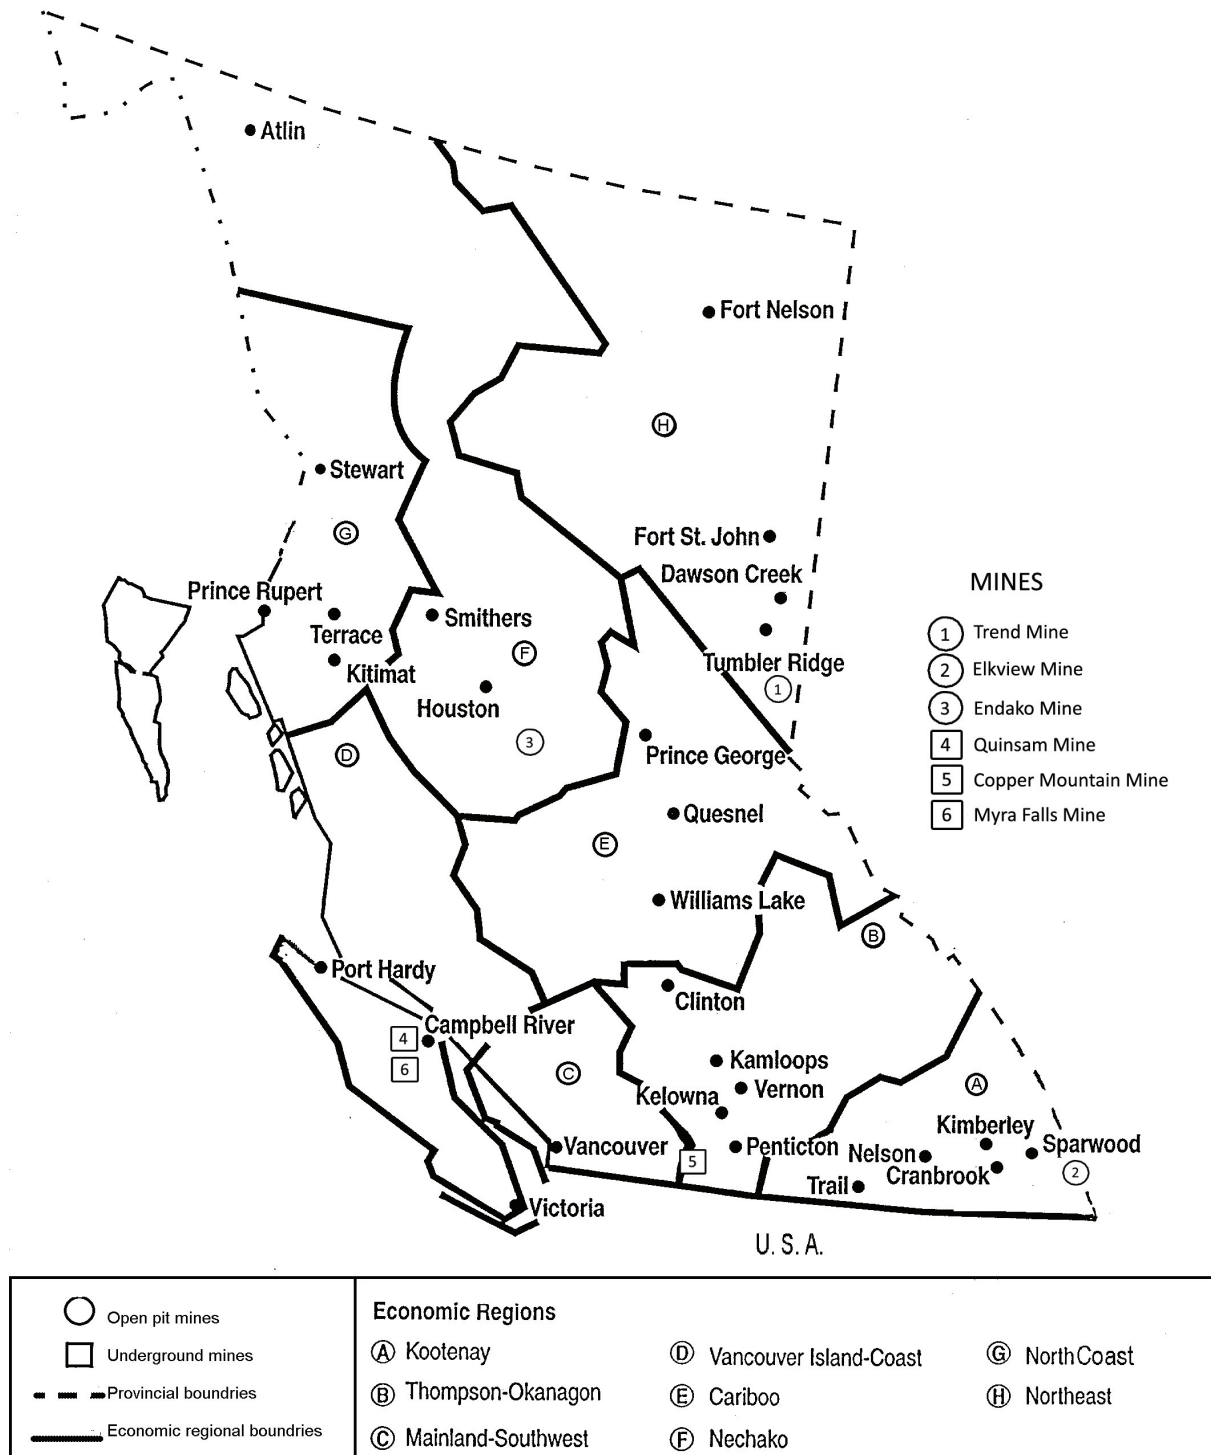 Atlin
Fort Nelson
H
Stewart
G
Fort St. John
Dawson Creek
Prince Rupert
Terrace
Smithers
F
Kitimat
Houston
Tumbler Ridge
1
3
D
Prince George
Quesnel
E
Williams Lake
B
Port Hardy
Clinton
Campbell River
4
6
C
Kamloops
Vernon
Kelowna
A
Kimberley
Sparwood
Vancouver
5
Penticton
Nelson
Cranbrook
2
Trail
Victoria
U. S. A.
MINES
1 Trend Mine
2 Elkview Mine
3 Endako Mine
4 Quinsam Mine
5 Copper Mountain Mine
6 Myra Falls Mine
Open pit mines
Underground mines
Provincial boundries
Economic regional boundries
Economic Regions
A Kootenay
B Thompson-Okanagon
C Mainland-Southwest
D Vancouver Island-Coast
E Cariboo
F Nechako
G North Coast
H Northeast